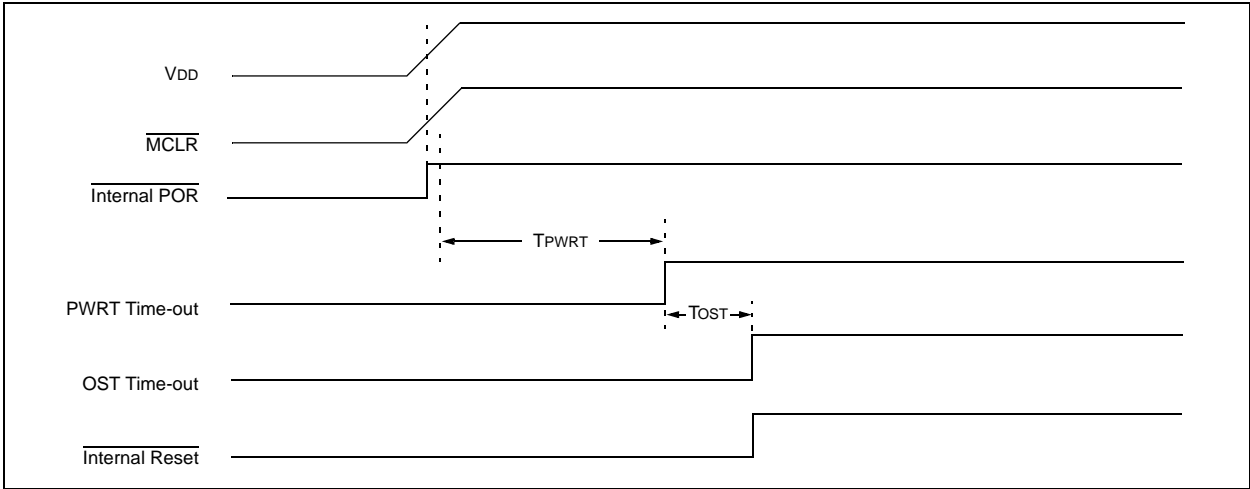 VDD
MCLR
Internal POR
TPWRT
PWRT Time-out
TOST
OST Time-out
Internal Reset